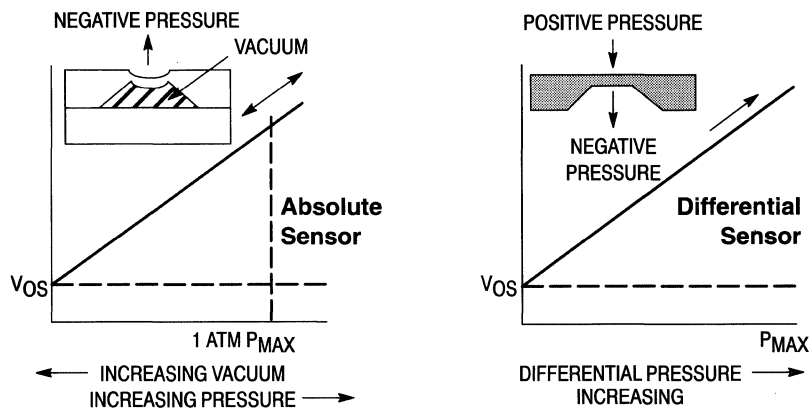 NEGATIVE PRESSURE
VACUUM
Absolute
Sensor
VOS
1 ATM PMAX
INCREASING VACUUM
INCREASING PRESSURE
POSITIVE PRESSURE
NEGATIVE
PRESSURE
Differential
Sensor
VOS
PMAX
DIFFERENTIAL PRESSURE
INCREASING